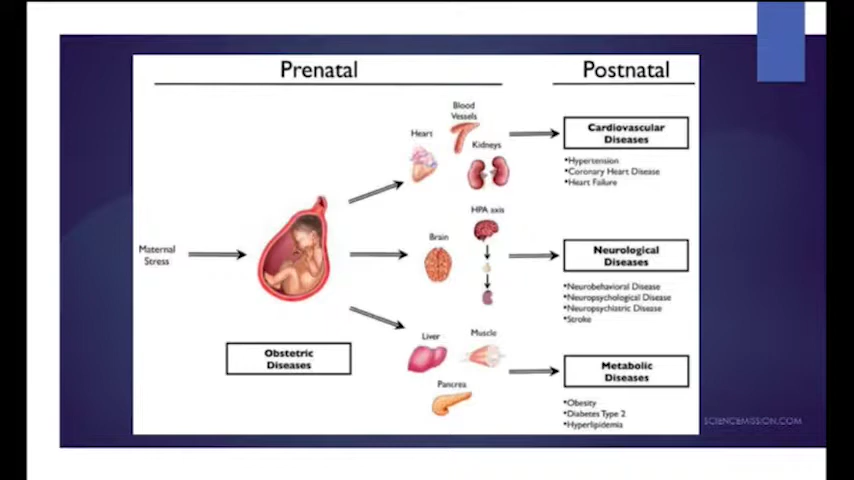 Prenatal
Postnatal
Maternal
Stress
Obstetric
Diseases
Heart
Blood
Vessels
Kidneys
Cardiovascular
Diseases
•Hypertension
•Coronary Heart Disease
•Heart Failure
Brain
HPA axis
Neurological
Diseases
•Neurobehavioral Disease
•Neuropsychological Disease
•Neuropsychiatric Disease
•Stroke
Liver
Muscle
Pancrea
Metabolic
Diseases
•Obesity
•Diabetes Type 2
•Hyperlipidemia
SCIENCEMISSION.COM